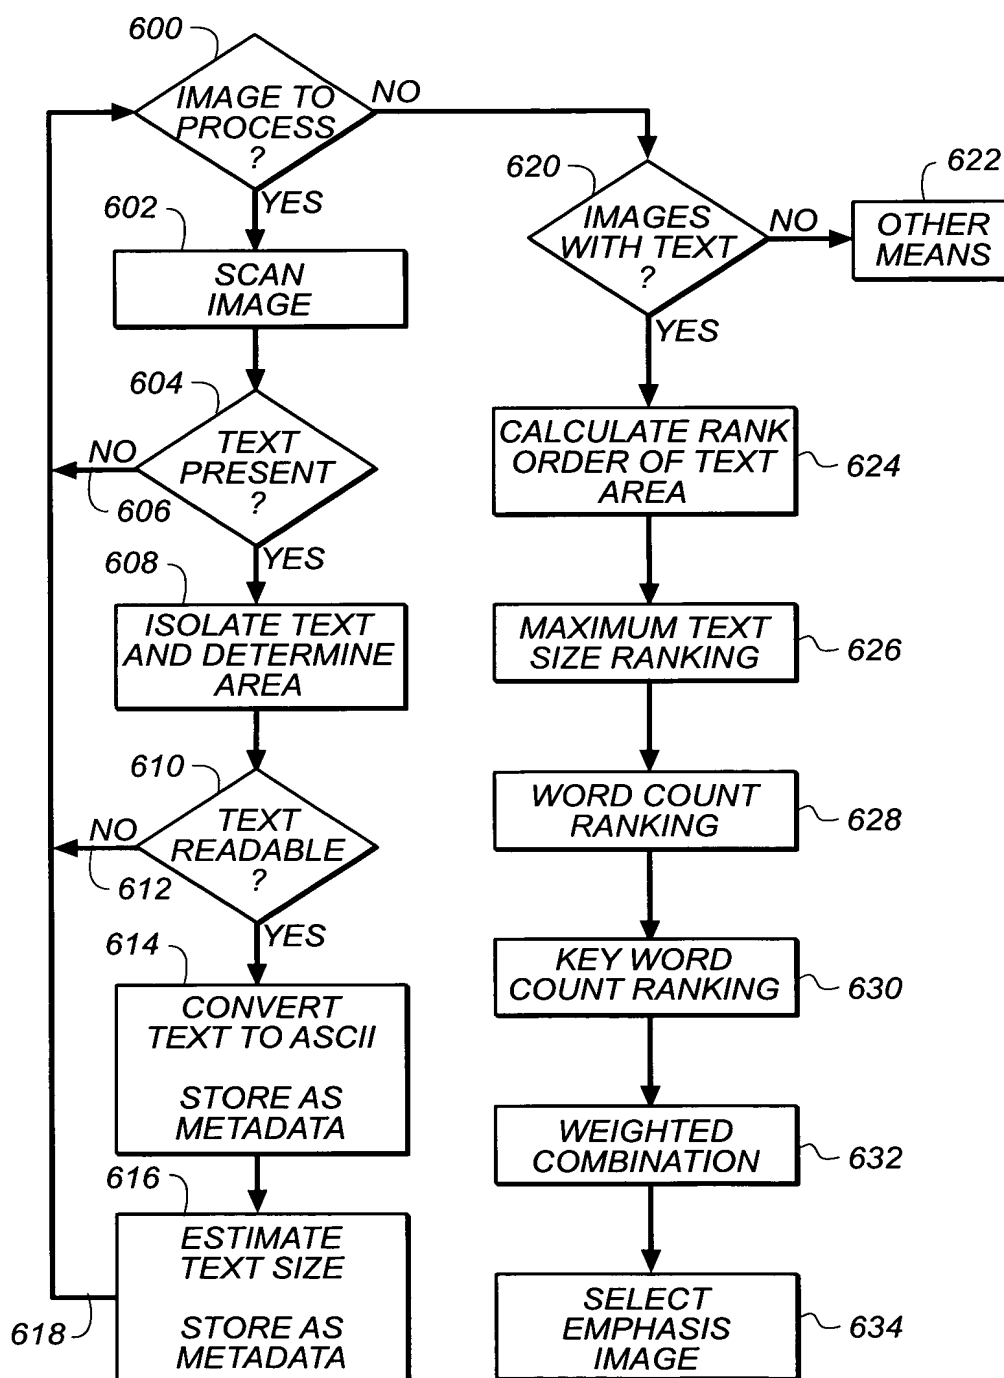 600
IMAGE TO
PROCESS
?
NO
YES
602
SCAN
IMAGE
604
TEXT
PRESENT
?
NO
606
YES
608
ISOLATE TEXT
AND DETERMINE
AREA
610
TEXT
READABLE
?
NO
612
YES
614
CONVERT
TEXT TO ASCII
STORE AS
METADATA
616
ESTIMATE
TEXT SIZE
STORE AS
METADATA
618
620
IMAGES
WITH TEXT
?
NO
622
OTHER
MEANS
YES
CALCULATE RANK
ORDER OF TEXT
AREA
624
MAXIMUM TEXT
SIZE RANKING
626
WORD COUNT
RANKING
628
KEY WORD
COUNT RANKING
630
WEIGHTED
COMBINATION
632
SELECT
EMPHASIS
IMAGE
634